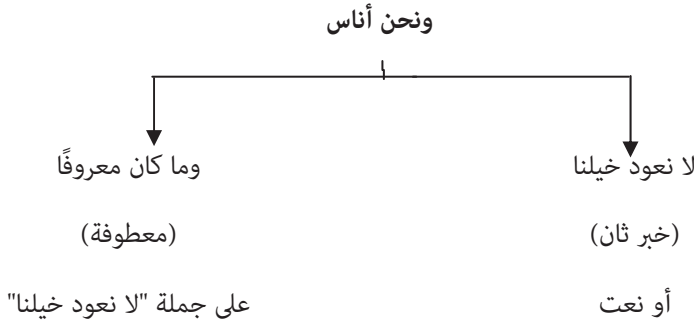 ونحن أناس
لا نعود خيلنا
وما كان معروفًا
(خبر ثان)
(معطوفة)
أو نعت
على جملة "لا نعود خيلنا"